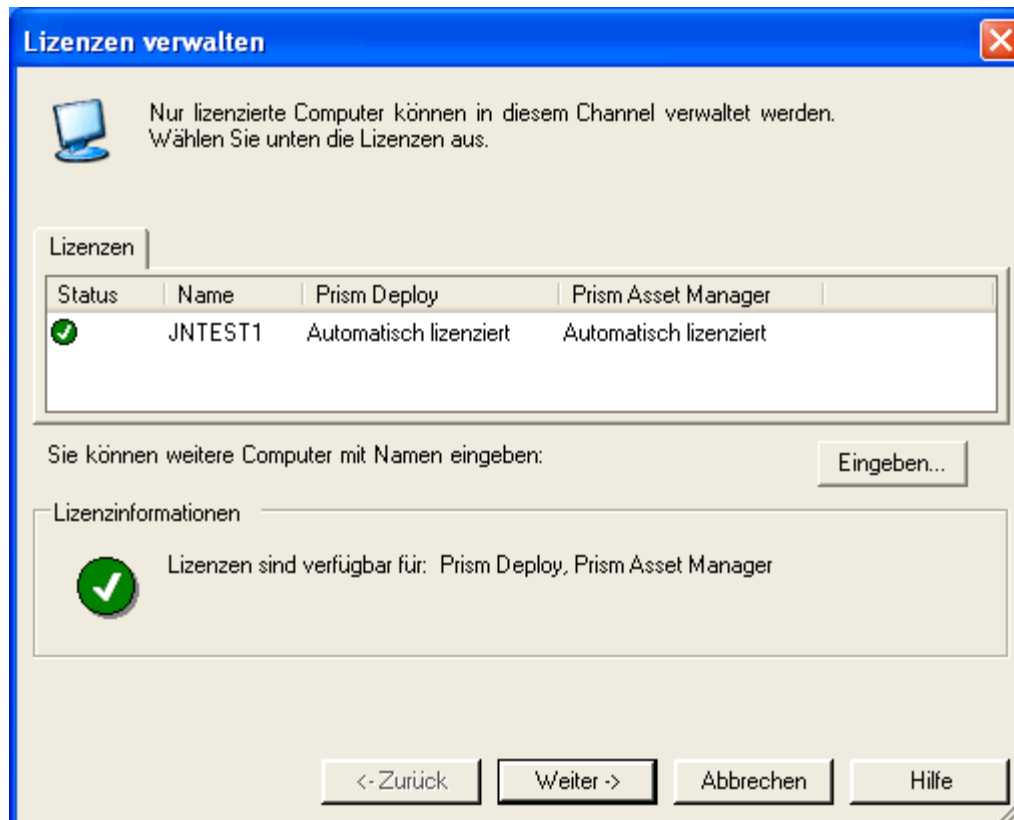 Lizenzen verwalten
Nur lizenzierte Computer können in diesem Channel verwaltet werden.
Wählen Sie unten die Lizenzen aus.
Lizenzen
Status Name Prism Deploy Prism Asset Manager
JNTEST1 Automatisch lizenziert Automatisch lizenziert
Sie können weitere Computer mit Namen eingeben:
Eingeben...
Lizenzinformationen
Lizenzen sind verfügbar für: Prism Deploy, Prism Asset Manager
<- Zurück Weiter -> Abbrechen Hilfe